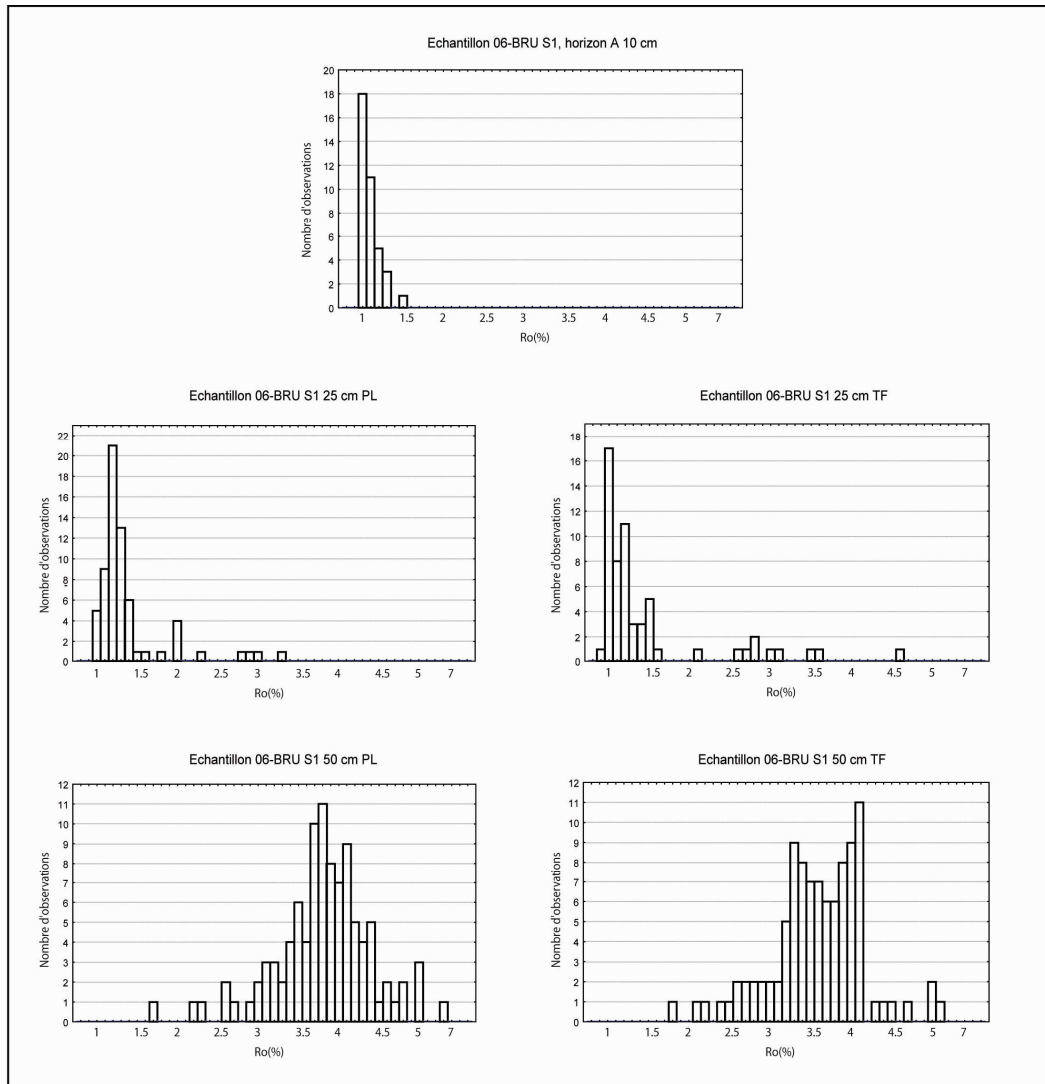 Echantillon 06-BRU S1, horizon A 10 cm
20
18
16
14
12
10
8
6
4
2
0
Nombre d'observations
1 1.5 2 2.5 3 3.5 4 4.5 5 7
Ro(%)
Echantillon 06-BRU S1 25 cm PL
22
20
18
16
14
12
10
8
6
4
2
0
Nombre d'observations
1 1.5 2 2.5 3 3.5 4 4.5 5 7
Ro(%)
Echantillon 06-BRU S1 25 cm TF
18
16
14
12
10
8
6
4
2
0
Nombre d'observations
1 1.5 2 2.5 3 3.5 4 4.5 5 7
Ro(%)
Echantillon 06-BRU S1 50 cm PL
12
11
10
9
8
7
6
5
4
3
2
1
0
Nombre d'observations
1 1.5 2 2.5 3 3.5 4 4.5 5 7
Ro(%)
Echantillon 06-BRU S1 50 cm TF
12
11
10
9
8
7
6
5
4
3
2
1
0
Nombre d'observations
1 1.5 2 2.5 3 3.5 4 4.5 5 7
Ro(%)